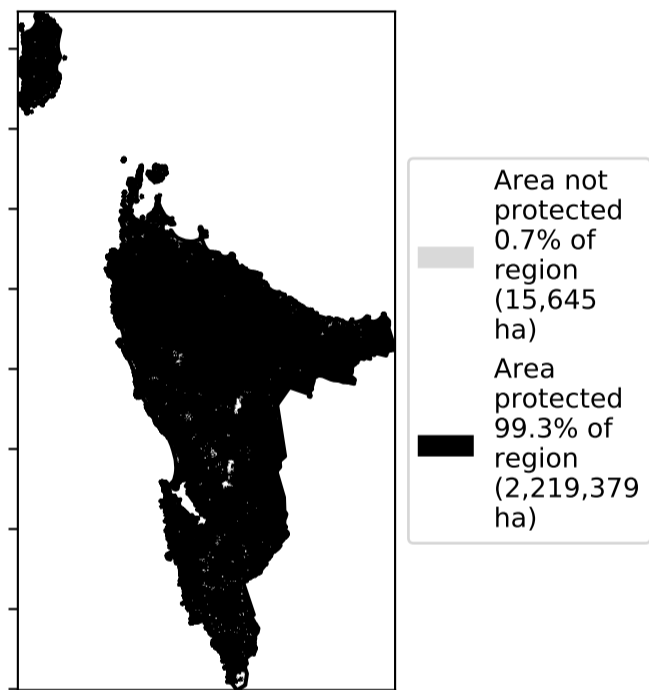 Area not
protected
0.7% of
region
(15,645
ha)
Area
protected
99.3% of
region
(2,219,379
ha)